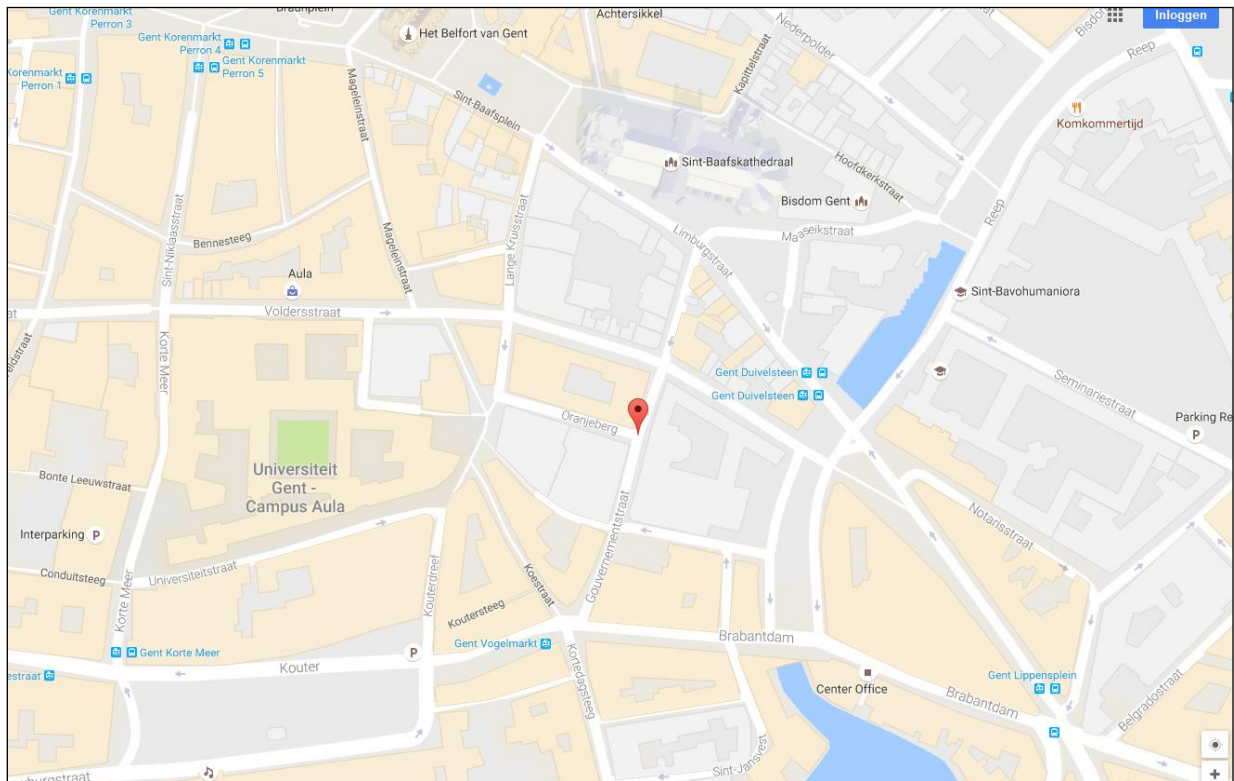 Gent Korenmarkt
Perron 3
Braunplein
Achtersikkel
Inloggen
Gent Korenmarkt
Perron 4
Het Belfort van Gent
Nederpolder
Bisdom
Reep
Gent Korenmarkt
Perron 5
Korenmarkt
Perron 1
Mageleinstraat
Kapittelstraat
Sint-Baafsplein
Komkommertijd
Sint-Baafskathedraal
Hoofdkerkstraat
Bisdom Gent
Sint-Niklaasstraat
Bennesteeg
Mageleinstraat
Lange Kruisstraat
Limburgstraat
Maaseikstraat
Reep
Aula
Sint-Bavohumaniora
at
Voldersstraat
Korte Meer
Gent Duivelsteen
Gent Duivelsteen
Seminariestraat
Oranjeberg
Parking Re
Universiteit
Gent -
Campus Aula
Bonte Leeuwstraat
Interparking
P
P
Notarisstraat
Conduitsteeg
Universiteitstraat
Gouvernementstraat
Koestraat
Kouterdreef
Koutersteeg
Korte Meer
Gent Korte Meer
P
Gent Vogelmarkt
Brabantdam
Kouter
estraat
Kortedagsteeg
Center Office
Gent Lippensplein
Brabantdam
Belgradostraat
Sint-Jansvest
burgstraat
+